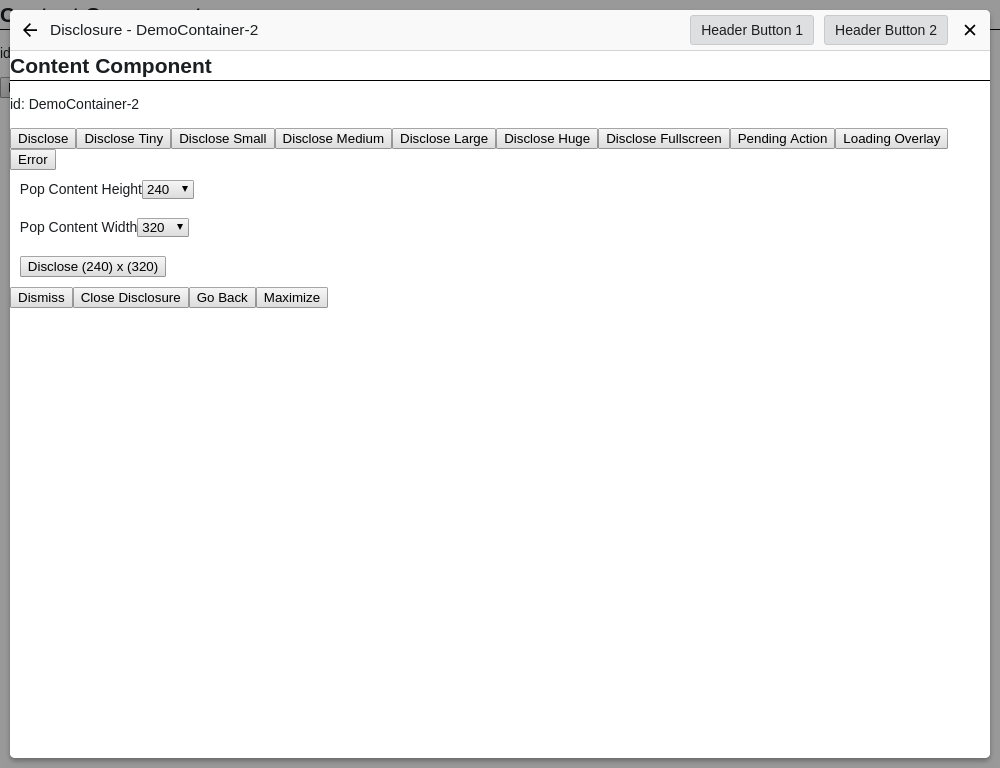 Disclosure - DemoContainer-2 Header Button 1 Header Button 2
Content Component
id: DemoContainer-2
Disclose Disclose Tiny Disclose Small Disclose Medium Disclose Large Disclose Huge Disclose Fullscreen Pending Action Loading Overlay
Error
Pop Content Height 240
Pop Content Width 320
Disclose (240) x (320)
Dismiss Close Disclosure Go Back Maximize